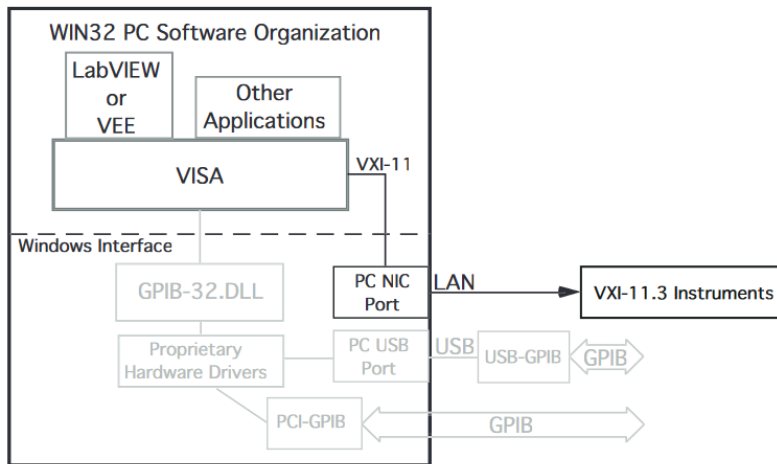 WIN32 PC Software Organization
LabVIEW
or
VEE
Other
Applications
VXI-11
VISA
Windows Interface
GPIB-32.DLL
PC NIC
Port
LAN
VXI-11.3 Instruments
Proprietary
Hardware Drivers
PC USB
Port
USB
USB-GPIB
GPIB
PCI-GPIB
GPIB